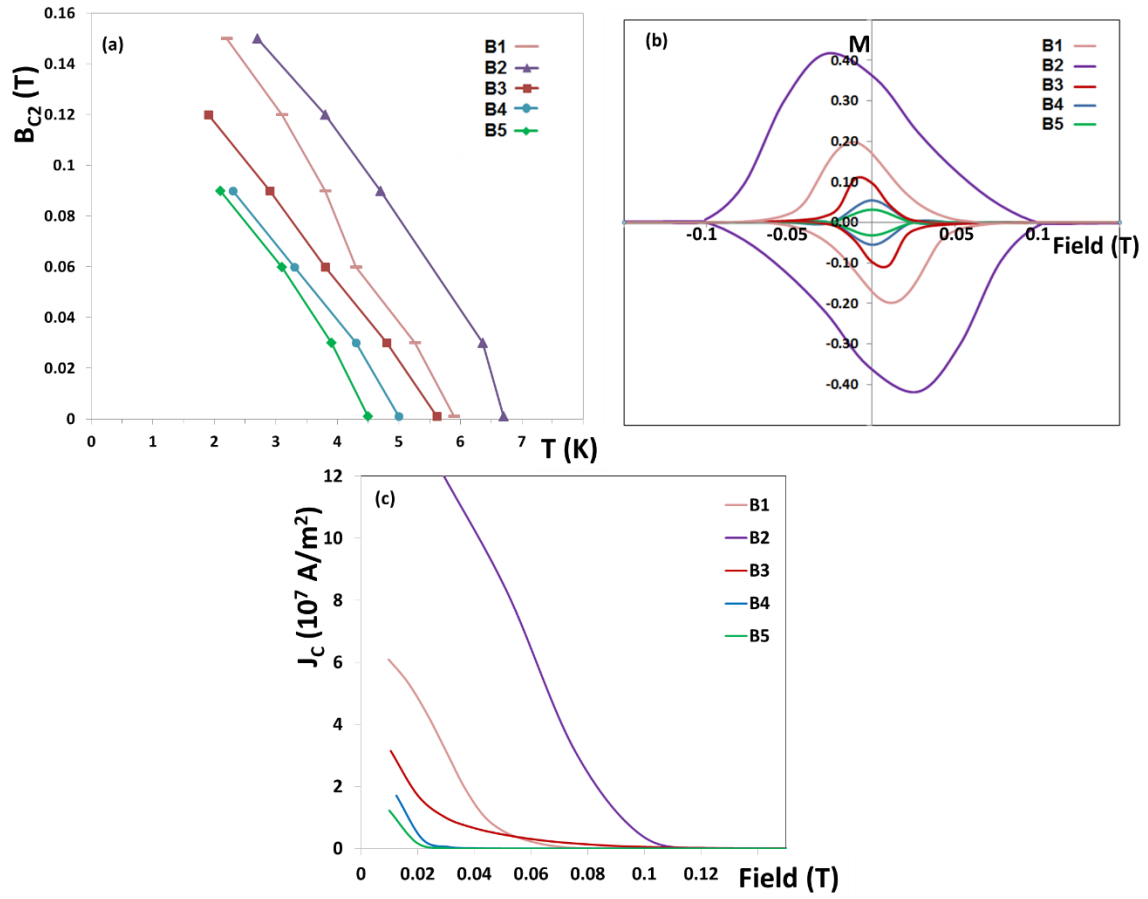 (a)
B1
B2
B3
B4
B5
BC2 (T)
0.16
0.14
0.12
0.1
0.08
0.06
0.04
0.02
0
0 1 2 3 4 5 6 7
T (K)
(b)
M
B1
B2
B3
B4
B5
0.40
0.30
0.20
0.10
0.00
-0.10
-0.20
-0.30
-0.40
-0.1 -0.05 0.05 0.1
Field (T)
(c)
B1
B2
B3
B4
B5
JC (10⁷ A/m²)
12
10
8
6
4
2
0
0 0.02 0.04 0.06 0.08 0.1 0.12
Field (T)